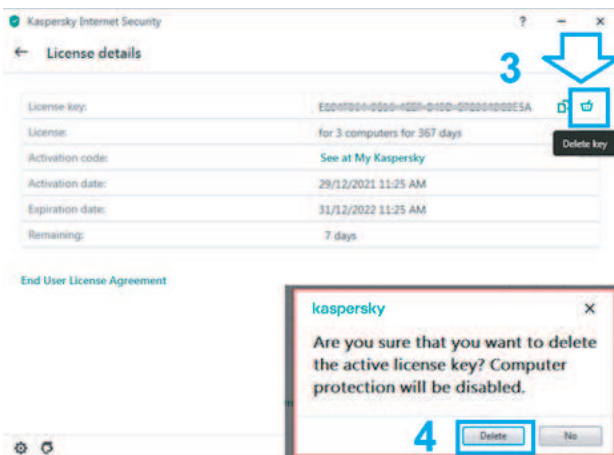 Kaspersky Internet Security ? – ×
← License details
3
License key:
Delete key
License: for 3 computers for 367 days
Activation code: See at My Kaspersky
Activation date: 29/12/2021 11:25 AM
Expiration date: 31/12/2022 11:25 AM
Remaining: 7 days
End User License Agreement
kaspersky ×
Are you sure that you want to delete
the active license key? Computer
protection will be disabled.
4 Delete No